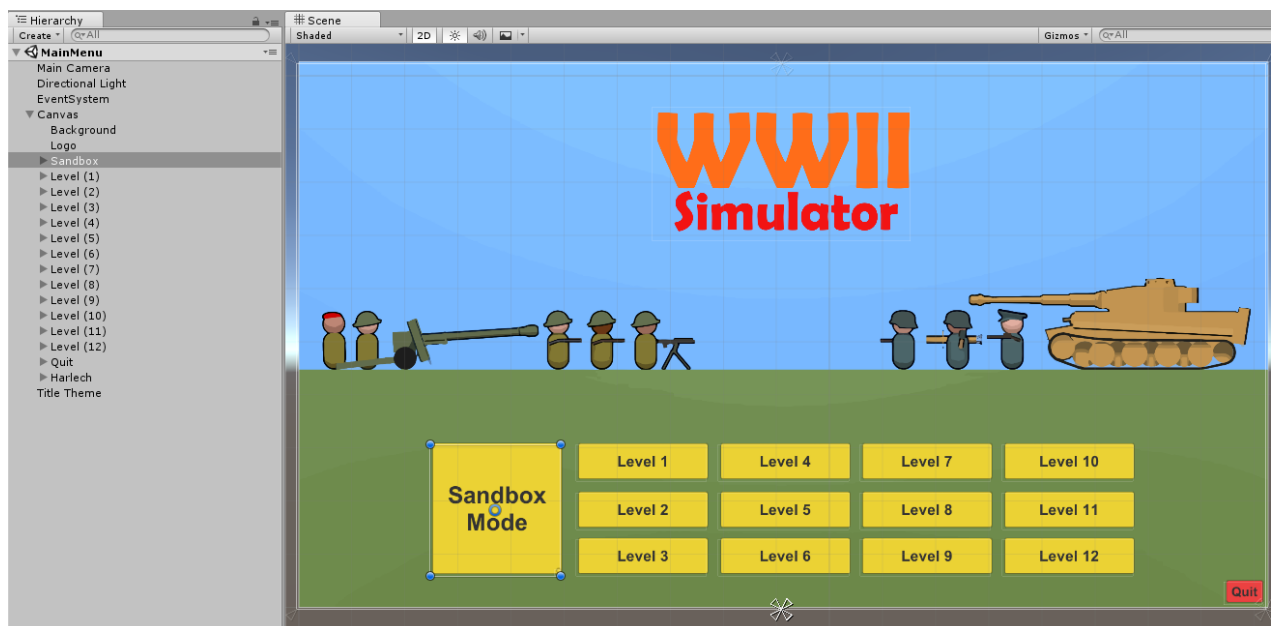 Hierarchy
Create
All
MainMenu
Main Camera
Directional Light
EventSystem
Canvas
Background
Logo
Sandbox
Level (1)
Level (2)
Level (3)
Level (4)
Level (5)
Level (6)
Level (7)
Level (8)
Level (9)
Level (10)
Level (11)
Level (12)
Quit
Harlech
Title Theme
# Scene
Shaded
2D
Gizmos
All
WWII
Simulator
Sandbox
Mode
Level 1
Level 4
Level 7
Level 10
Level 2
Level 5
Level 8
Level 11
Level 3
Level 6
Level 9
Level 12
Quit